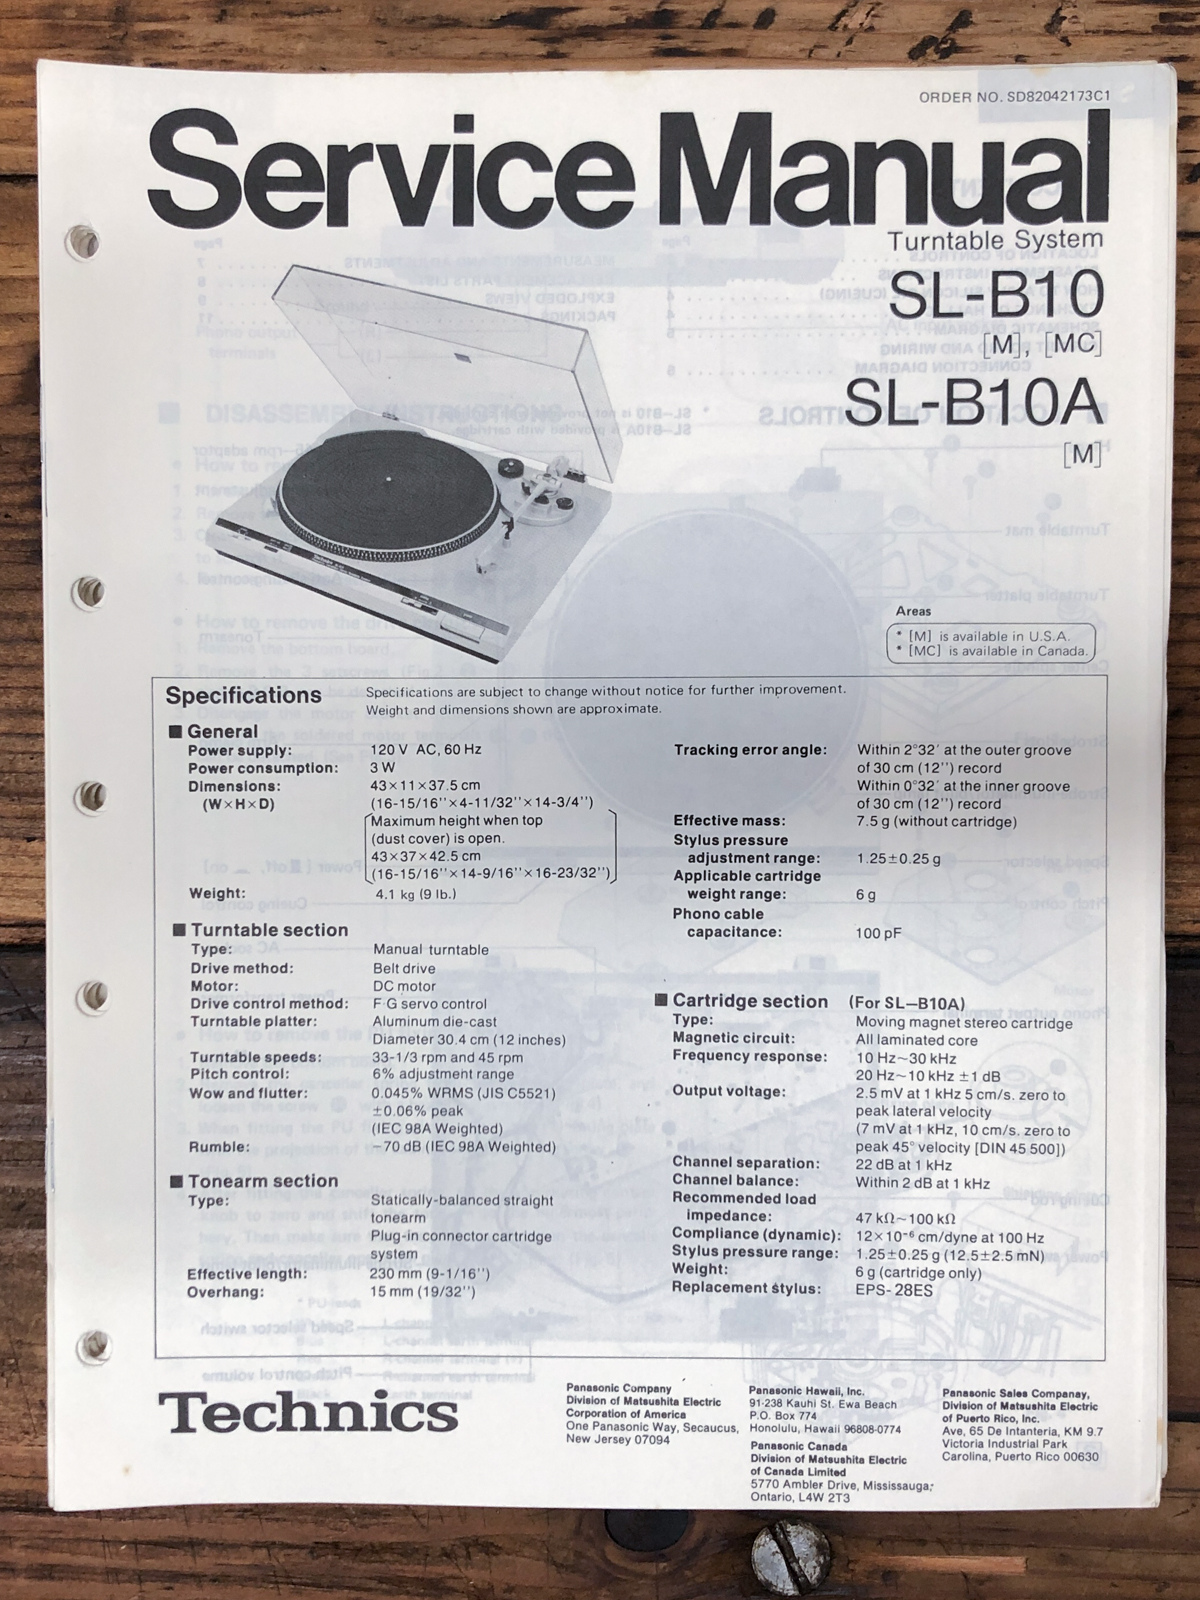 ORDER NO. SD82042173C1
Service Manual
Turntable System
SL-B10
[M], [MC]
SL-B10A
[M]
Areas
* [M] is available in U.S.A.
* [MC] is available in Canada.
Specifications
Specifications are subject to change without notice for further improvement.
Weight and dimensions shown are approximate.
■ General
Power supply: 120 V AC, 60 Hz
Power consumption: 3 W
Dimensions: 43×11×37.5 cm
(W×H×D) (16-15/16''×4-11/32''×14-3/4'')
Maximum height when top
(dust cover) is open.
43×37×42.5 cm
(16-15/16''×14-9/16''×16-23/32'')
Weight: 4.1 kg (9 lb.)
■ Turntable section
Type: Manual turntable
Drive method: Belt drive
Motor: DC motor
Drive control method: F·G servo control
Turntable platter: Aluminum die-cast
Diameter 30.4 cm (12 inches)
Turntable speeds: 33-1/3 rpm and 45 rpm
Pitch control: 6% adjustment range
Wow and flutter: 0.045% WRMS (JIS C5521)
±0.06% peak
(IEC 98A Weighted)
Rumble: −70 dB (IEC 98A Weighted)
■ Tonearm section
Type: Statically-balanced straight
tonearm
Plug-in connector cartridge
system
Effective length: 230 mm (9-1/16'')
Overhang: 15 mm (19/32'')
Tracking error angle: Within 2°32' at the outer groove
of 30 cm (12'') record
Within 0°32' at the inner groove
of 30 cm (12'') record
Effective mass: 7.5 g (without cartridge)
Stylus pressure
adjustment range: 1.25±0.25 g
Applicable cartridge
weight range: 6 g
Phono cable
capacitance: 100 pF
■ Cartridge section (For SL–B10A)
Type: Moving magnet stereo cartridge
Magnetic circuit: All laminated core
Frequency response: 10 Hz~30 kHz
20 Hz~10 kHz ±1 dB
Output voltage: 2.5 mV at 1 kHz 5 cm/s. zero to
peak lateral velocity
(7 mV at 1 kHz, 10 cm/s. zero to
peak 45° velocity [DIN 45 500])
Channel separation: 22 dB at 1 kHz
Channel balance: Within 2 dB at 1 kHz
Recommended load
impedance: 47 kΩ~100 kΩ
Compliance (dynamic): 12×10⁻⁶ cm/dyne at 100 Hz
Stylus pressure range: 1.25±0.25 g (12.5±2.5 mN)
Weight: 6 g (cartridge only)
Replacement stylus: EPS-28ES
Technics
Panasonic Company
Division of Matsushita Electric
Corporation of America
One Panasonic Way, Secaucus,
New Jersey 07094
Panasonic Hawaii, Inc.
91-238 Kauhi St. Ewa Beach
P.O. Box 774
Honolulu, Hawaii 96808-0774
Panasonic Canada
Division of Matsushita Electric
of Canada Limited
5770 Ambler Drive, Mississauga,
Ontario, L4W 2T3
Panasonic Sales Companay,
Division of Matsushita Electric
of Puerto Rico, Inc.
Ave, 65 De Intanteria, KM 9.7
Victoria Industrial Park
Carolina, Puerto Rico 00630